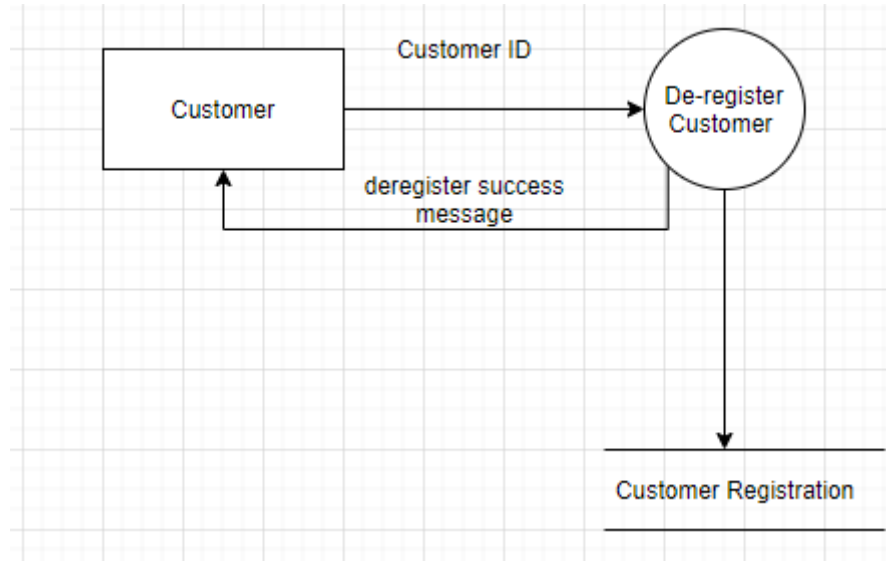 Customer ID
Customer
De-register
Customer
deregister success
message
Customer Registration